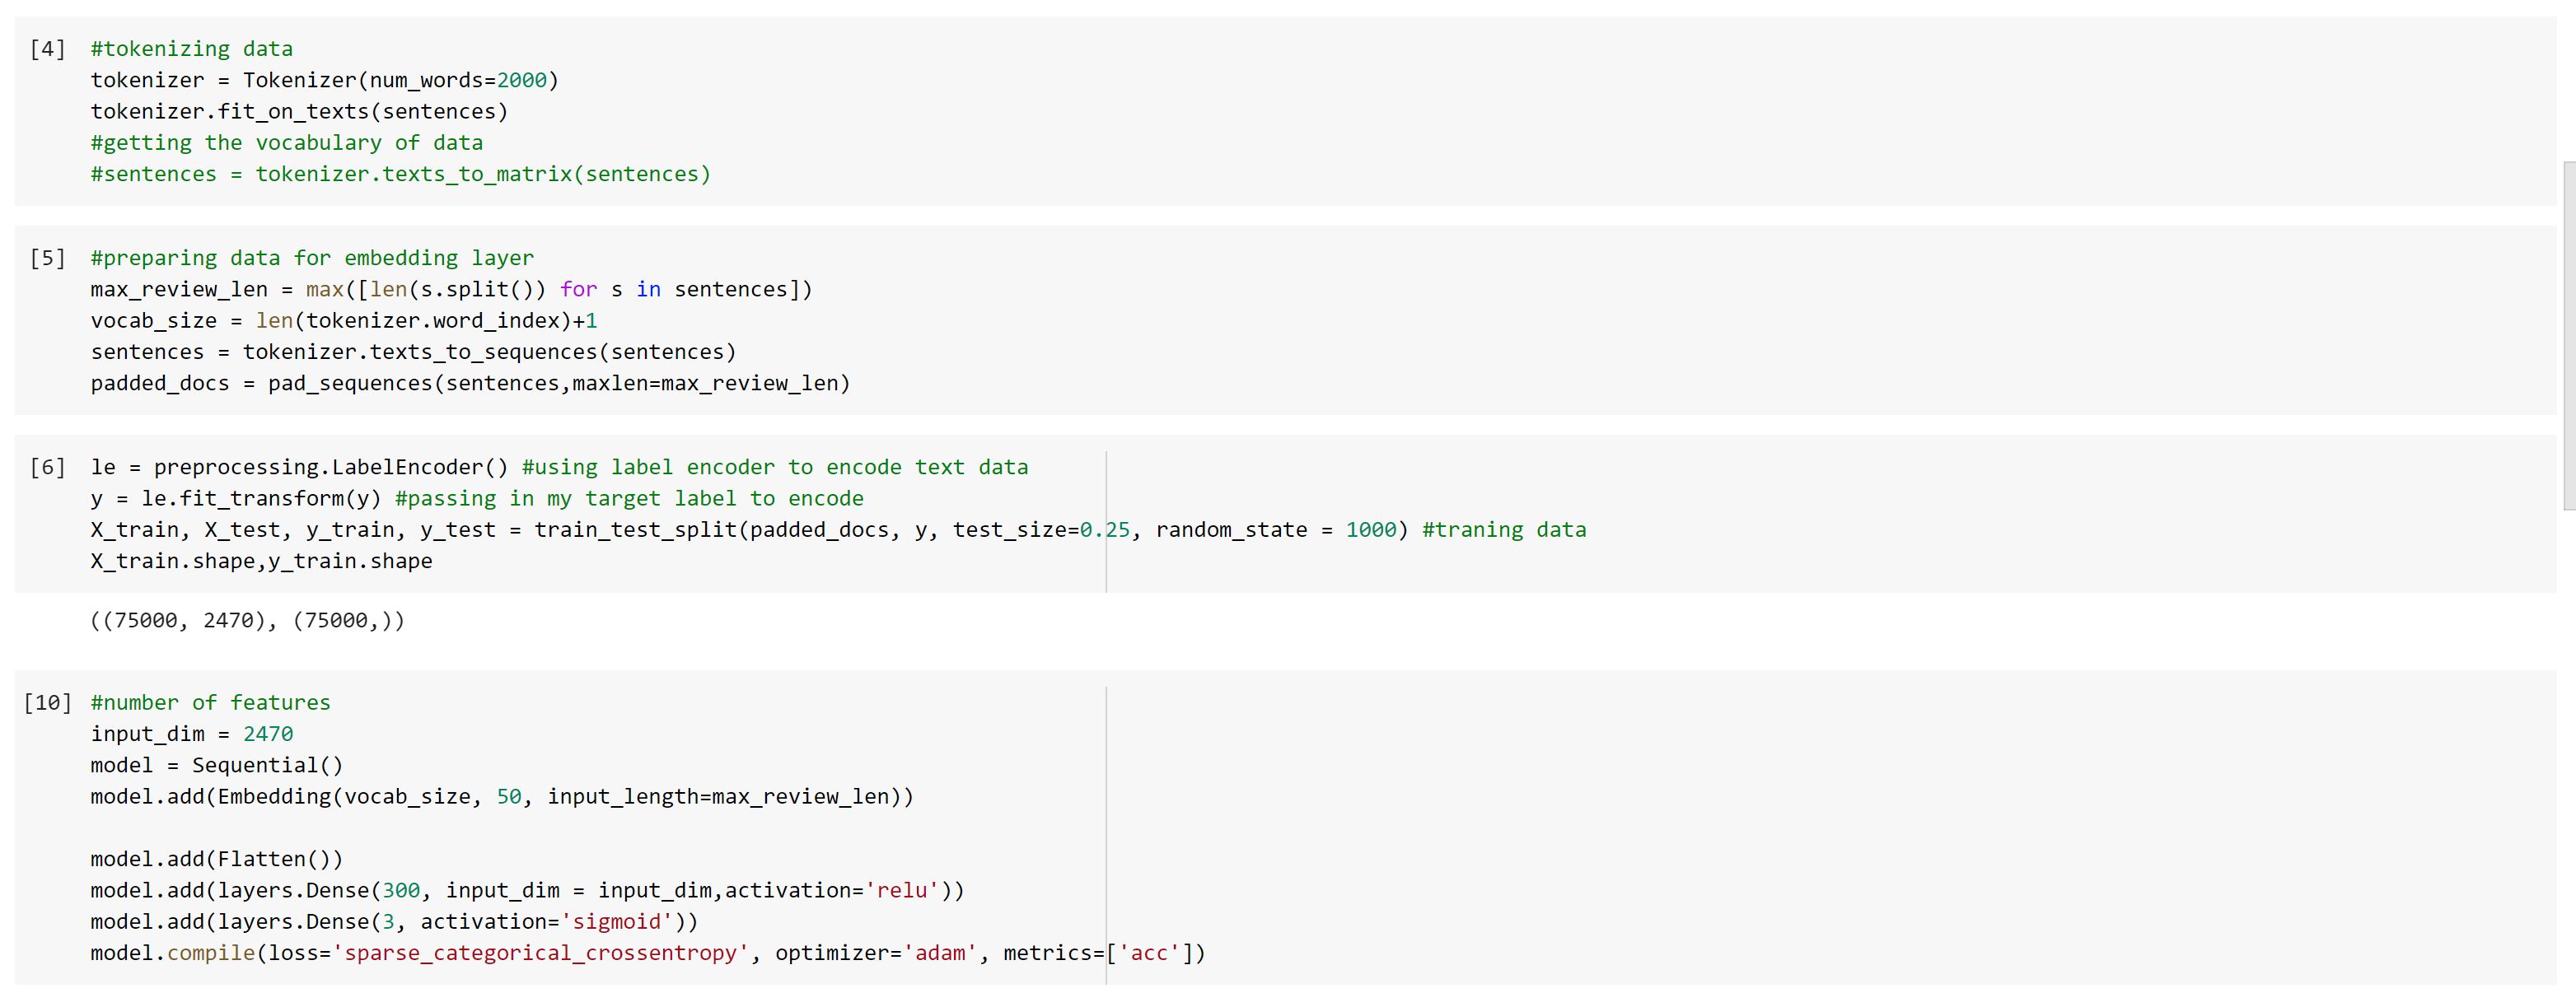 [4] #tokenizing data
tokenizer = Tokenizer(num_words=2000)
tokenizer.fit_on_texts(sentences)
#getting the vocabulary of data
#sentences = tokenizer.texts_to_matrix(sentences)
[5] #preparing data for embedding layer
max_review_len = max([len(s.split()) for s in sentences])
vocab_size = len(tokenizer.word_index)+1
sentences = tokenizer.texts_to_sequences(sentences)
padded_docs = pad_sequences(sentences,maxlen=max_review_len)
[6] le = preprocessing.LabelEncoder() #using label encoder to encode text data
y = le.fit_transform(y) #passing in my target label to encode
X_train, X_test, y_train, y_test = train_test_split(padded_docs, y, test_size=0.25, random_state = 1000) #traning data
X_train.shape,y_train.shape
((75000, 2470), (75000,))
[10] #number of features
input_dim = 2470
model = Sequential()
model.add(Embedding(vocab_size, 50, input_length=max_review_len))
model.add(Flatten())
model.add(layers.Dense(300, input_dim = input_dim,activation='relu'))
model.add(layers.Dense(3, activation='sigmoid'))
model.compile(loss='sparse_categorical_crossentropy', optimizer='adam', metrics=['acc'])